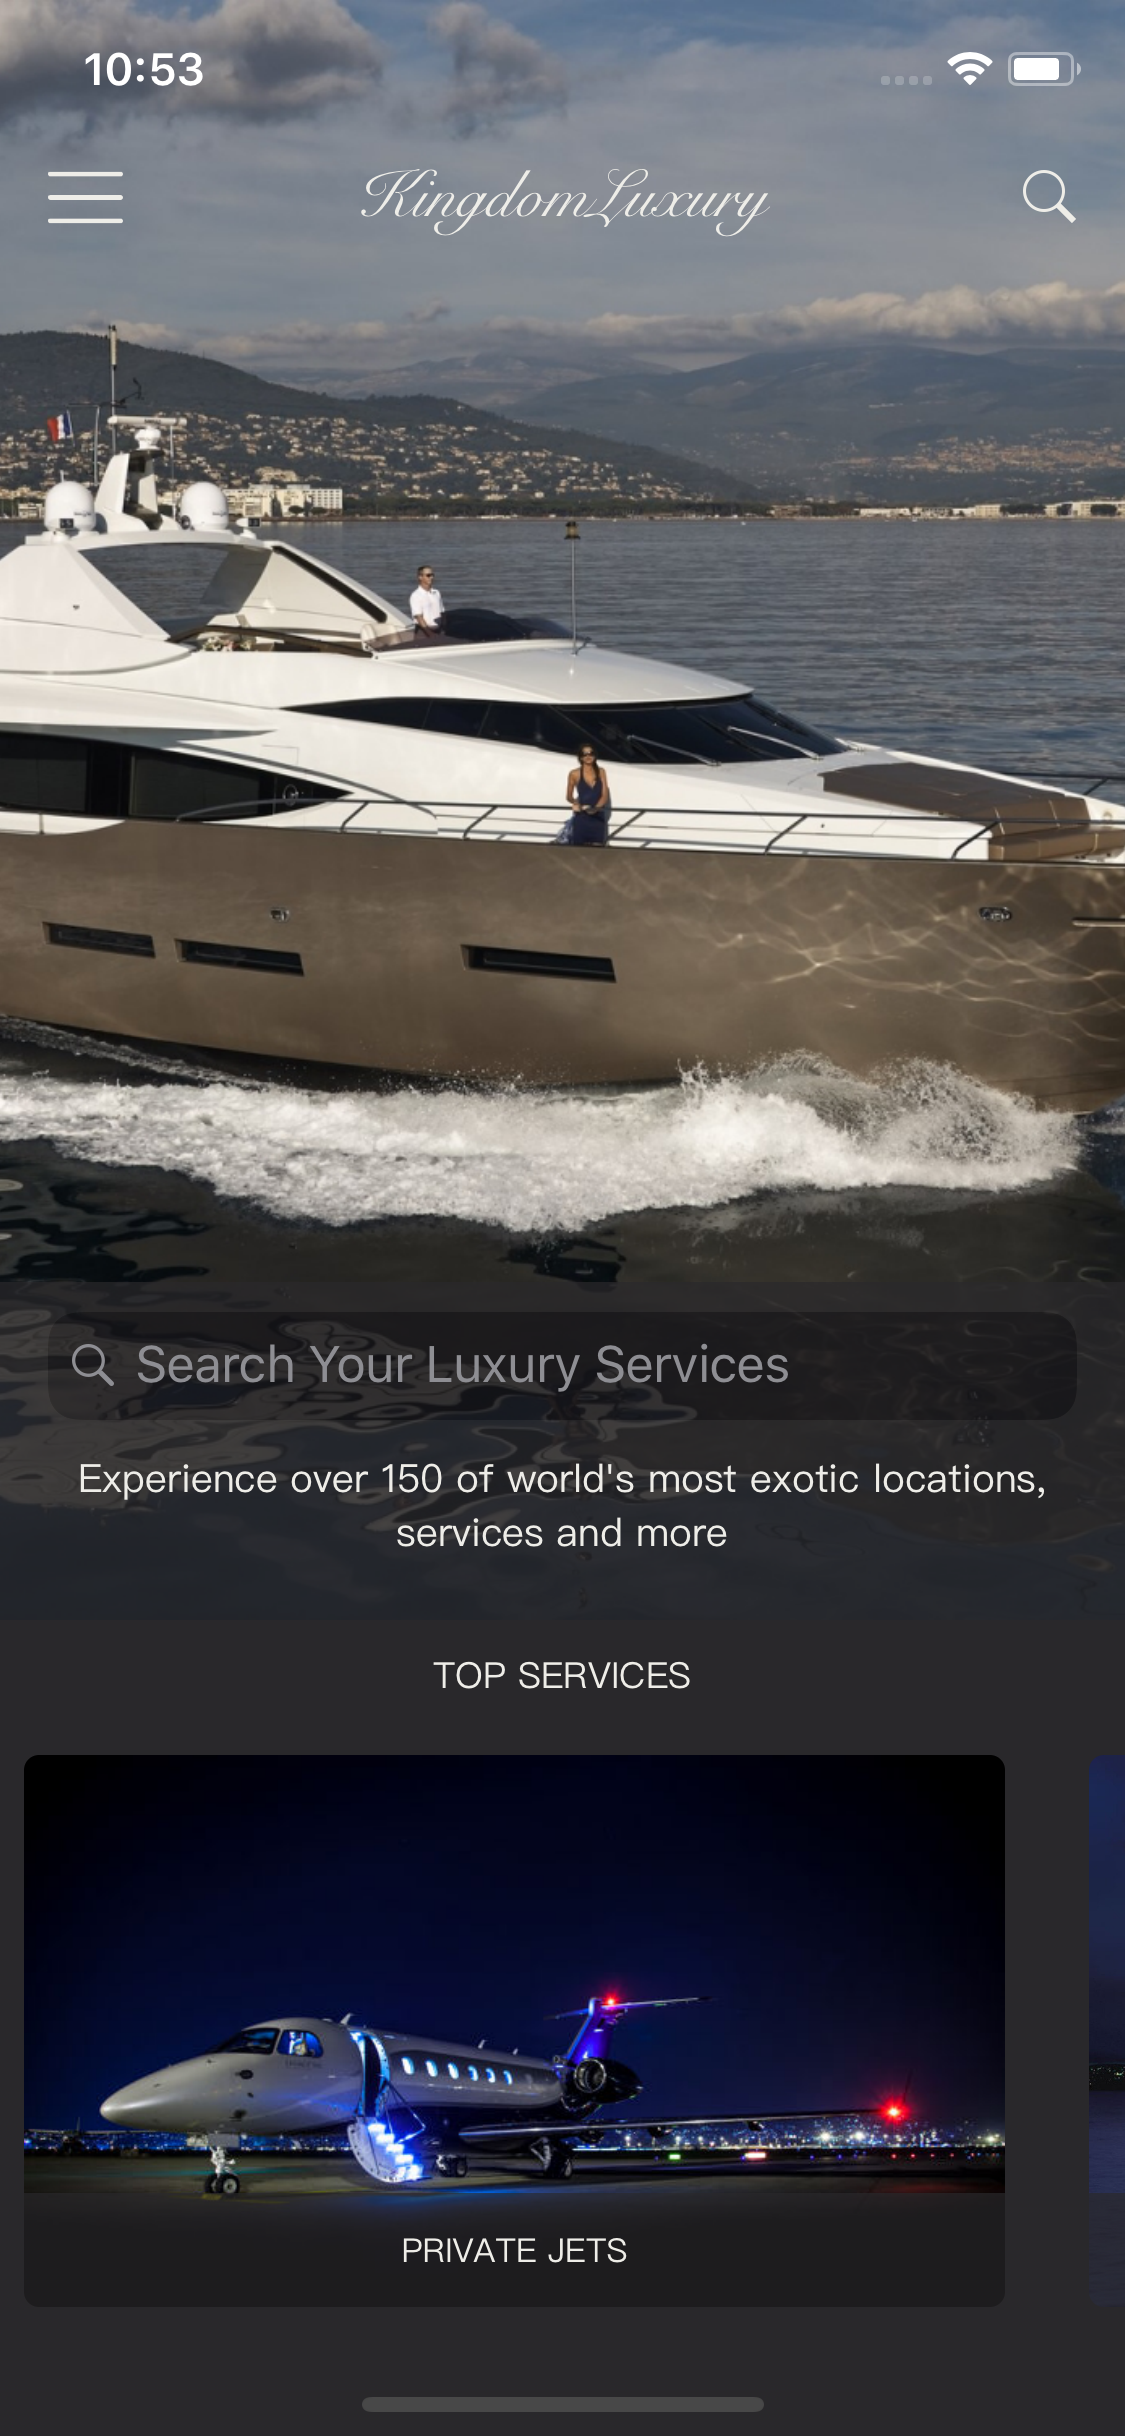 10:53
KingdomLuxury
Search Your Luxury Services
Experience over 150 of world's most exotic locations,
services and more
TOP SERVICES
PRIVATE JETS